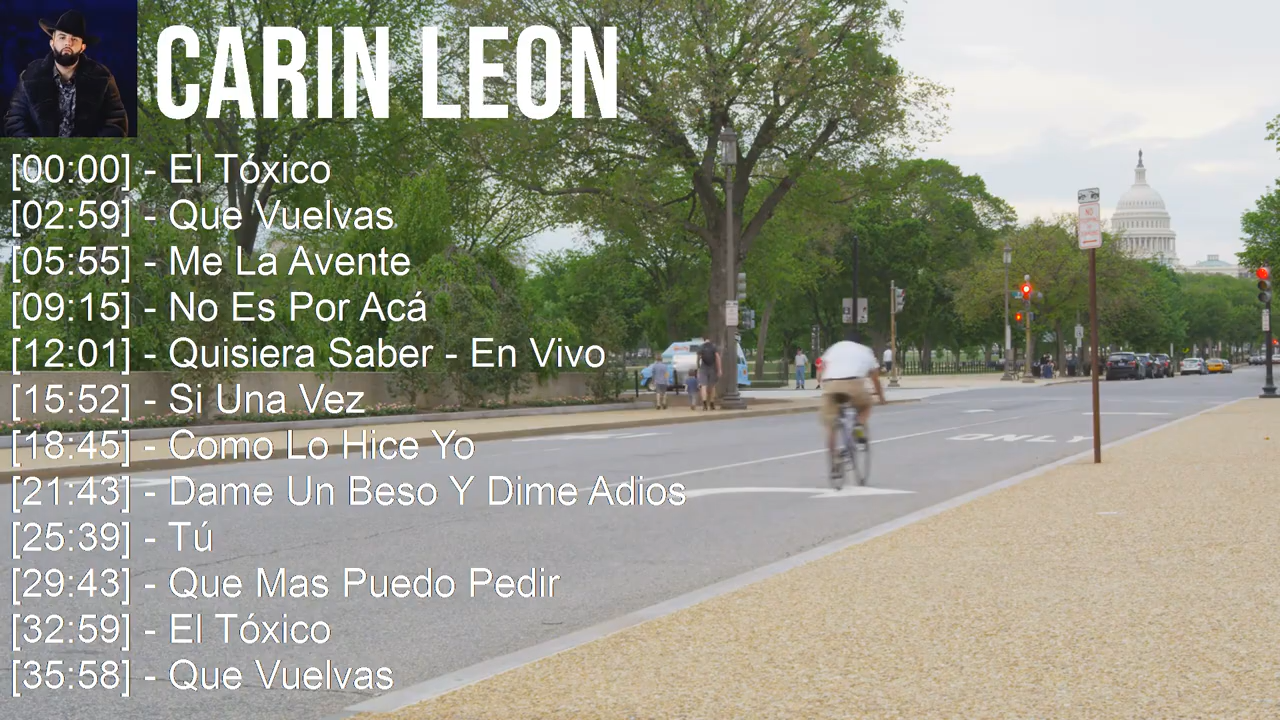 CARIN LEON
[00:00] - El Tóxico
[02:59] - Que Vuelvas
[05:55] - Me La Avente
[09:15] - No Es Por Acá
[12:01] - Quisiera Saber - En Vivo
[15:52] - Si Una Vez
[18:45] - Como Lo Hice Yo
[21:43] - Dame Un Beso Y Dime Adios
[25:39] - Tú
[29:43] - Que Mas Puedo Pedir
[32:59] - El Tóxico
[35:58] - Que Vuelvas
ONLY